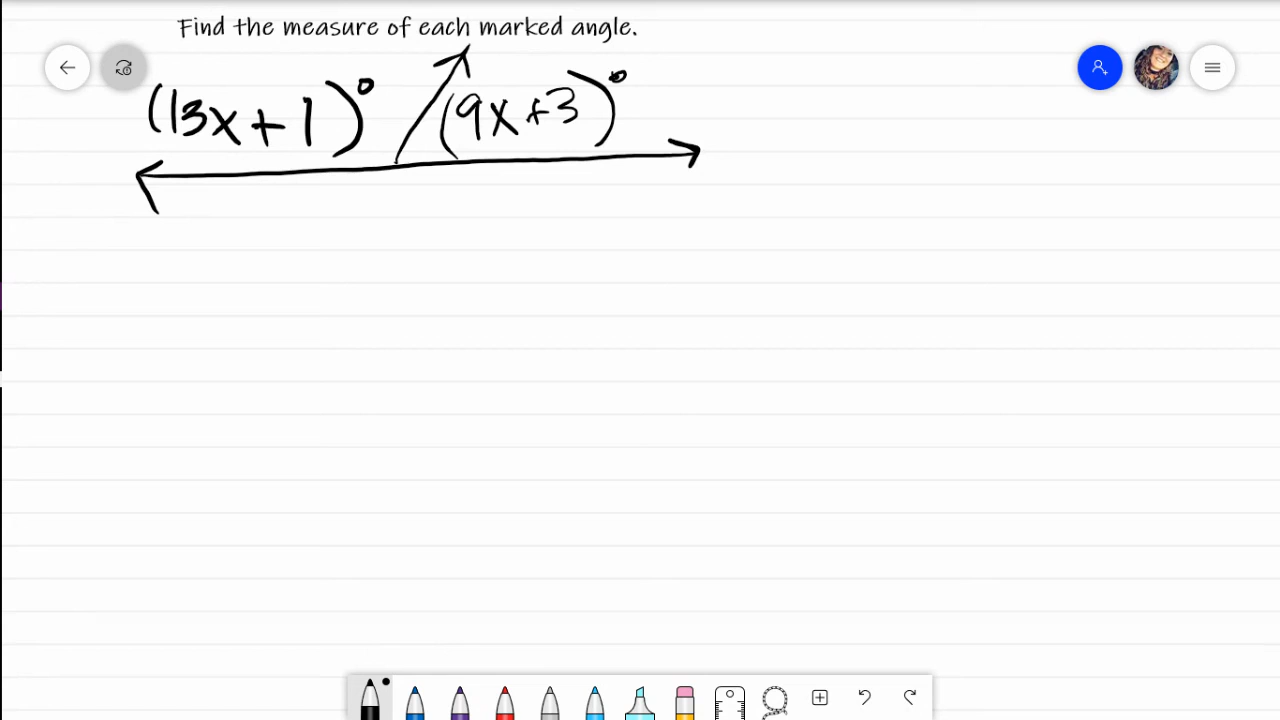 Find the measure of each marked angle.
(13x+1)° (9x+3)°